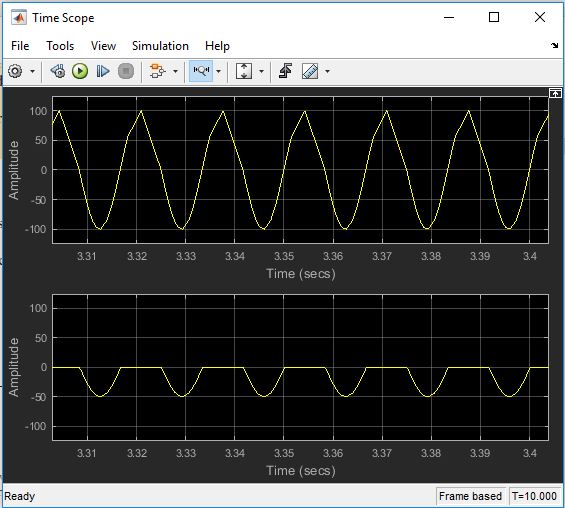 Time Scope
File Tools View Simulation Help
100
50
0
-50
-100
Amplitude
3.31 3.32 3.33 3.34 3.35 3.36 3.37 3.38 3.39 3.4
Time (secs)
100
50
0
-50
-100
Amplitude
3.31 3.32 3.33 3.34 3.35 3.36 3.37 3.38 3.39 3.4
Time (secs)
Ready Frame based T=10.000